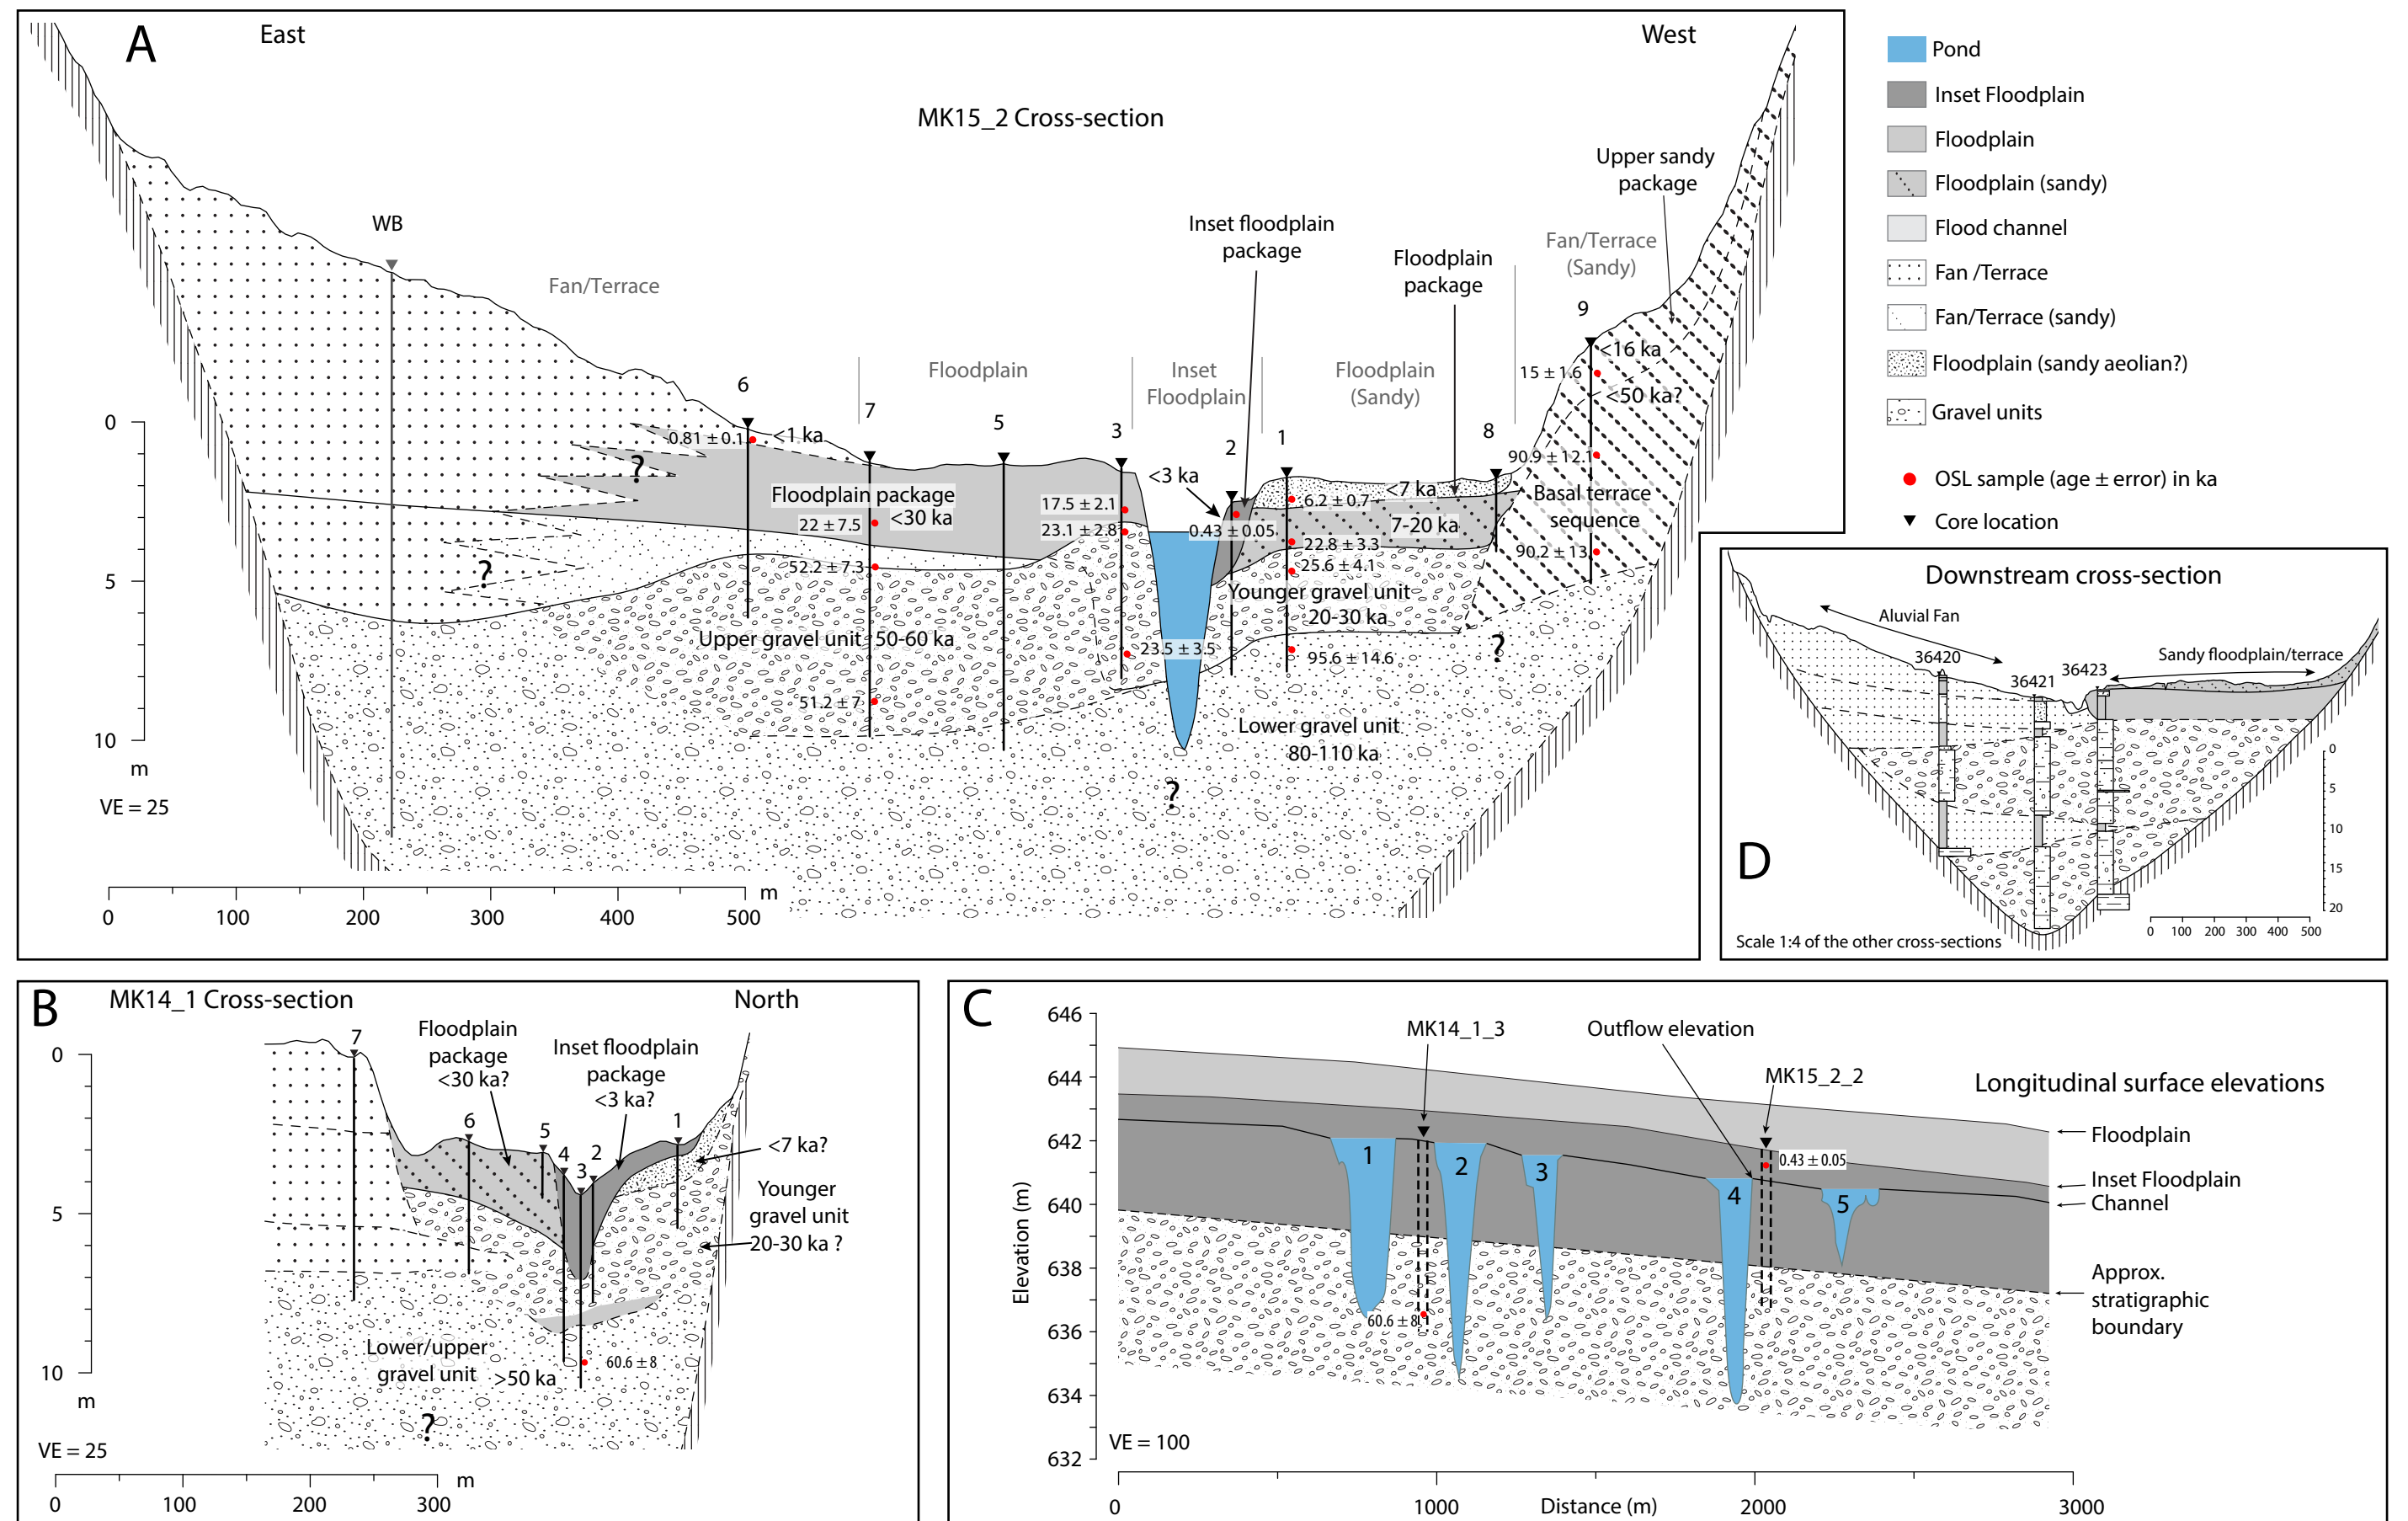 A
East
West
MK15_2 Cross-section
WB
Fan/Terrace
Floodplain
Inset
Floodplain
Floodplain
(Sandy)
Fan/Terrace
(Sandy)
Upper sandy
package
Inset floodplain
package
Floodplain
package
6
7
5
3
2
1
8
9
0.81 ± 0.1
<1 ka
?
?
Floodplain package
<30 ka
22 ± 7.5
52.2 ± 7.3
51.2 ± 7
Upper gravel unit 50-60 ka
17.5 ± 2.1
23.1 ± 2.8
23.5 ± 3.5
<3 ka
0.43 ± 0.05
6.2 ± 0.7
<7 ka
7-20 ka
22.8 ± 3.3
25.6 ± 4.1
Younger gravel unit
20-30 ka
95.6 ± 14.6
Lower gravel unit
80-110 ka
?
?
<16 ka
15 ± 1.6
<50 ka?
90.9 ± 12.1
Basal terrace
sequence
90.2 ± 13
0
5
10
m
VE = 25
0
100
200
300
400
500
m
Pond
Inset Floodplain
Floodplain
Floodplain (sandy)
Flood channel
Fan /Terrace
Fan/Terrace (sandy)
Floodplain (sandy aeolian?)
Gravel units
OSL sample (age ± error) in ka
Core location
Downstream cross-section
Aluvial Fan
36420
36421
36423
Sandy floodplain/terrace
D
0
5
10
15
20
0
100
200
300
400
500
Scale 1:4 of the other cross-sections
B
MK14_1 Cross-section
North
7
Floodplain
package
<30 ka?
Inset floodplain
package
<3 ka?
6
5
4
3
2
1
<7 ka?
Younger
gravel unit
20-30 ka ?
Lower/upper
gravel unit
>50 ka
60.6 ± 8
?
0
5
10
m
VE = 25
0
100
200
300
m
C
MK14_1_3
Outflow elevation
MK15_2_2
Longitudinal surface elevations
646
644
642
640
638
636
634
632
Elevation (m)
1
2
3
4
5
0.43 ± 0.05
60.6 ± 8
Floodplain
Inset Floodplain
Channel
Approx.
stratigraphic
boundary
VE = 100
0
1000
Distance (m)
2000
3000